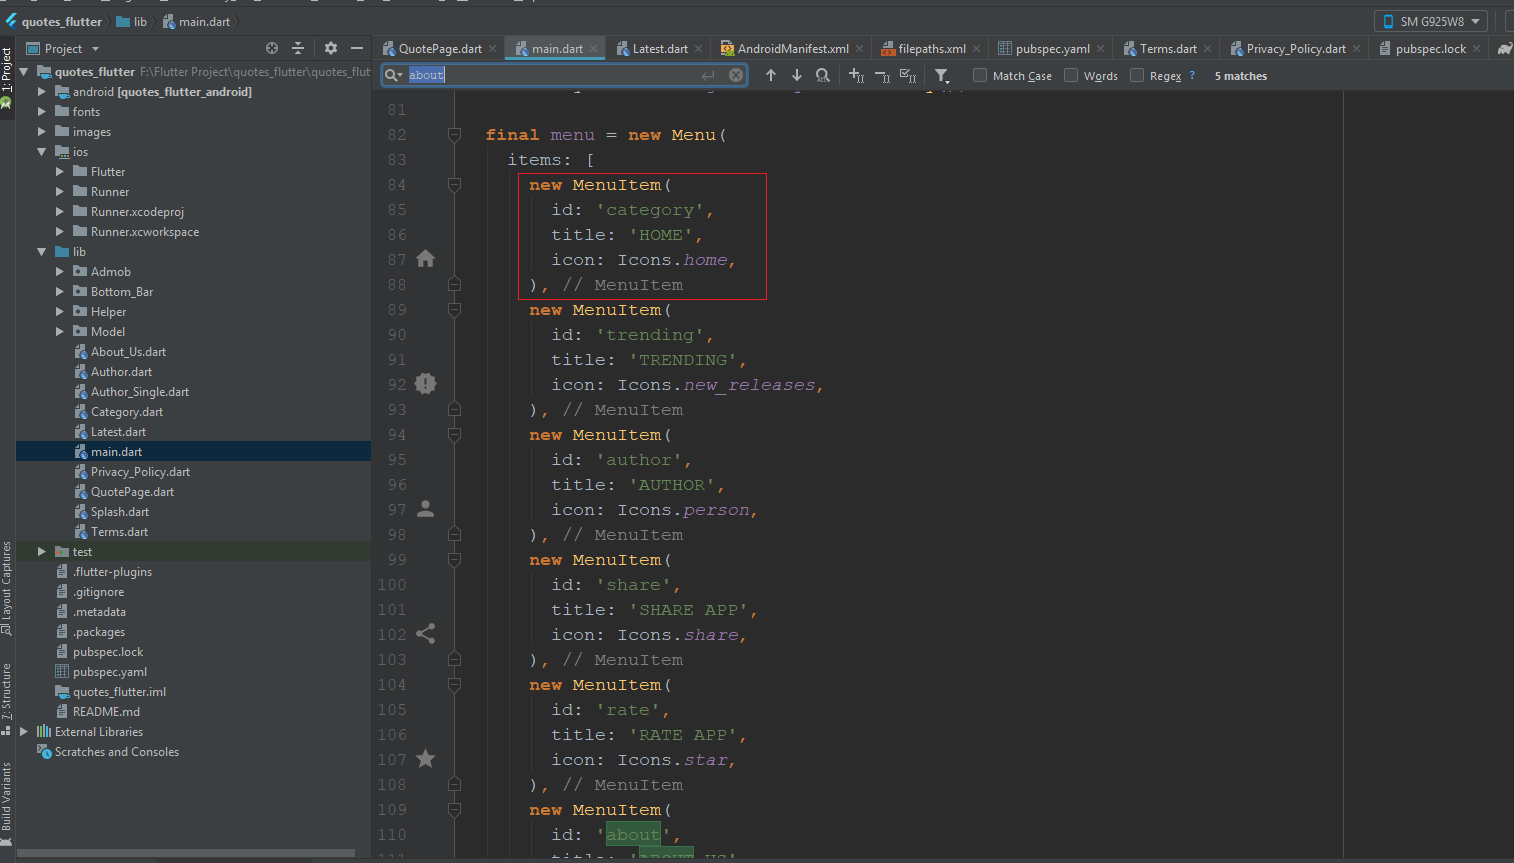 quotes_flutter lib main.dart SM G925W8
Project QuotePage.dart main.dart Latest.dart AndroidManifest.xml filepaths.xml pubspec.yaml Terms.dart Privacy_Policy.dart pubspec.lock
about Match Case Words Regex ? 5 matches
1: Project
Layout Captures
7: Structure
Build Variants
quotes_flutter F:\Flutter Project\quotes_flutter\quotes_flut
android [quotes_flutter_android]
fonts
images
ios
Flutter
Runner
Runner.xcodeproj
Runner.xcworkspace
lib
Admob
Bottom_Bar
Helper
Model
About_Us.dart
Author.dart
Author_Single.dart
Category.dart
Latest.dart
main.dart
Privacy_Policy.dart
QuotePage.dart
Splash.dart
Terms.dart
test
.flutter-plugins
.gitignore
.metadata
.packages
pubspec.lock
pubspec.yaml
quotes_flutter.iml
README.md
External Libraries
Scratches and Consoles
81
82 final menu = new Menu(
83 items: [
84 new MenuItem(
85 id: 'category',
86 title: 'HOME',
87 icon: Icons.home,
88 ), // MenuItem
89 new MenuItem(
90 id: 'trending',
91 title: 'TRENDING',
92 icon: Icons.new_releases,
93 ), // MenuItem
94 new MenuItem(
95 id: 'author',
96 title: 'AUTHOR',
97 icon: Icons.person,
98 ), // MenuItem
99 new MenuItem(
100 id: 'share',
101 title: 'SHARE APP',
102 icon: Icons.share,
103 ), // MenuItem
104 new MenuItem(
105 id: 'rate',
106 title: 'RATE APP',
107 icon: Icons.star,
108 ), // MenuItem
109 new MenuItem(
110 id: 'about',
111 title: 'ABOUT US'